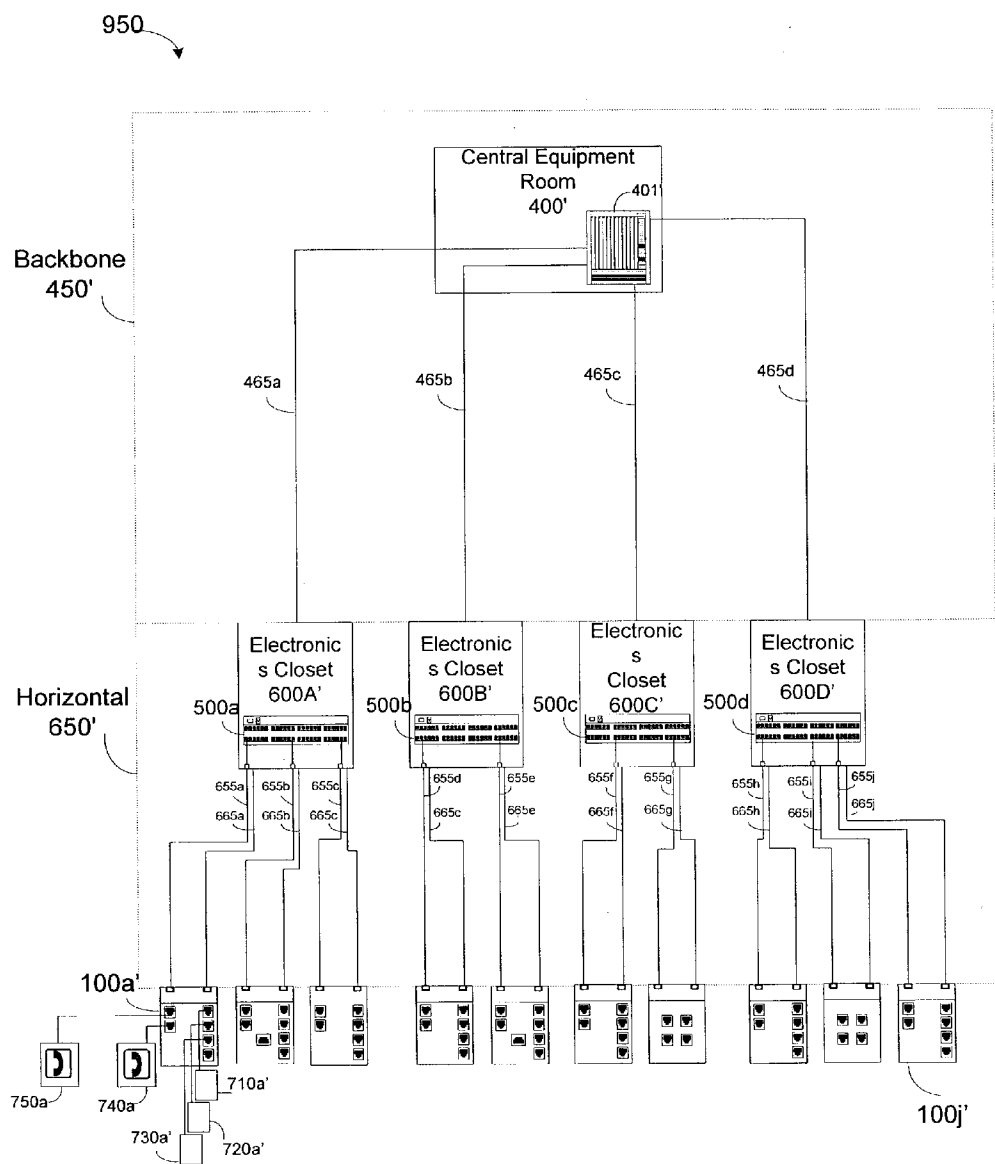 950
Central Equipment
Room
400'
401'
Backbone
450'
465a
465b
465c
465d
Electronic
s Closet
600A'
Electronic
s Closet
600B'
Electronic
s
Closet
600C'
Electronic
s Closet
600D'
Horizontal
650'
500a
500b
500c
500d
655a
655b
655c
655d
655e
655f
655g
655h
655i
655j
665a
665b
665c
665c
665e
665f
665g
665h
665i
665j
100a'
750a
740a
710a'
720a'
730a'
100j'